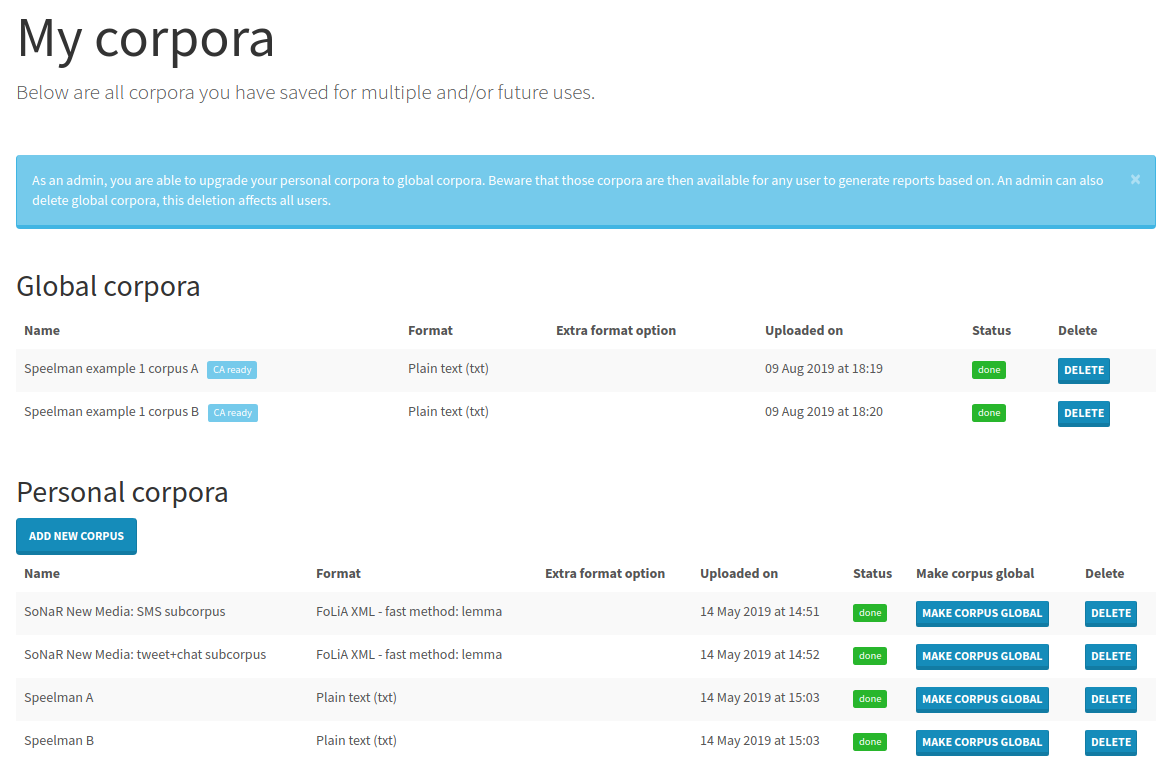 My corpora
Below are all corpora you have saved for multiple and/or future uses.
As an admin, you are able to upgrade your personal corpora to global corpora. Beware that those corpora are then available for any user to generate reports based on. An admin can also ×
delete global corpora, this deletion affects all users.
Global corpora
Name Format Extra format option Uploaded on Status Delete
Speelman example 1 corpus A CA ready Plain text (txt) 09 Aug 2019 at 18:19 done DELETE
Speelman example 1 corpus B CA ready Plain text (txt) 09 Aug 2019 at 18:20 done DELETE
Personal corpora
ADD NEW CORPUS
Name Format Extra format option Uploaded on Status Make corpus global Delete
SoNaR New Media: SMS subcorpus FoLiA XML - fast method: lemma 14 May 2019 at 14:51 done MAKE CORPUS GLOBAL DELETE
SoNaR New Media: tweet+chat subcorpus FoLiA XML - fast method: lemma 14 May 2019 at 14:52 done MAKE CORPUS GLOBAL DELETE
Speelman A Plain text (txt) 14 May 2019 at 15:03 done MAKE CORPUS GLOBAL DELETE
Speelman B Plain text (txt) 14 May 2019 at 15:03 done MAKE CORPUS GLOBAL DELETE